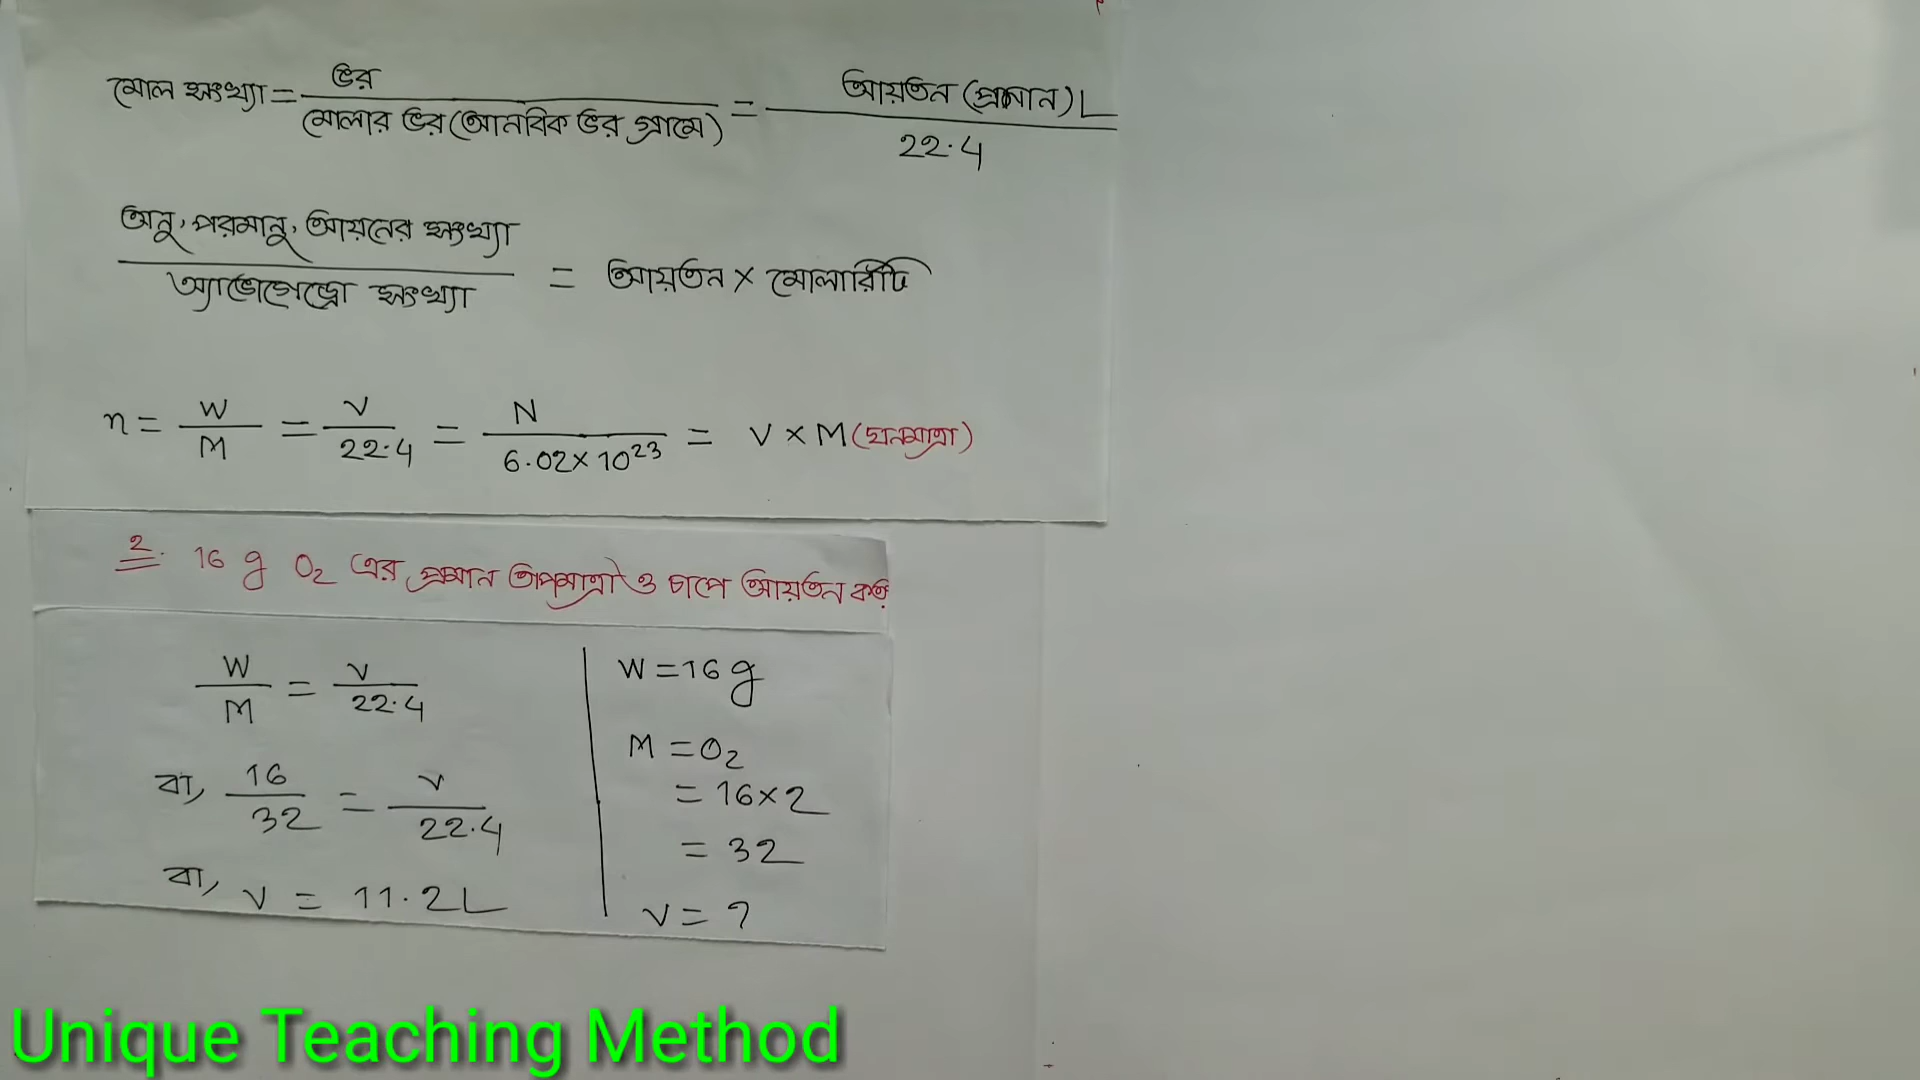 মোল সংখ্যা = ভর / মোলার ভর (আনবিক ভর গ্রামে) = আয়তন (প্রমান) L / 22.4
অনু, পরমানু, আয়নের সংখ্যা / অ্যাভোগেড্রো সংখ্যা = আয়তন × মোলারিটি
n = W / M = V / 22.4 = N / 6.02 × 10²³ = V × M (ঘনমাত্রা)
2. 16 g O₂ এর প্রমান তাপমাত্রা ও চাপে আয়তন কত
W / M = V / 22.4
বা, 16 / 32 = V / 22.4
বা, V = 11.2 L
W = 16 g
M = O₂
= 16 × 2
= 32
V = ?
Unique Teaching Method